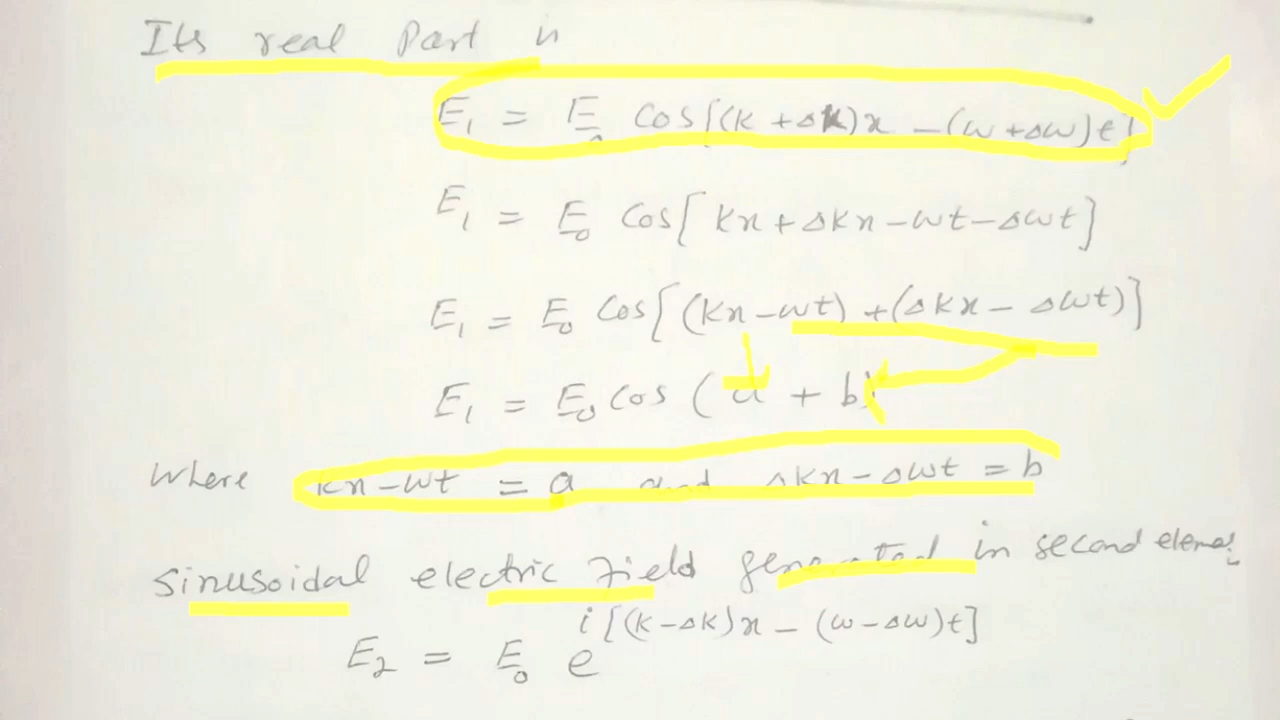 Its real Part is
E₁ = E₀ Cos[(k + Δk)x - (ω + Δω)t]
E₁ = E₀ Cos[kx + Δkx - ωt - Δωt]
E₁ = E₀ Cos[(kx - ωt) + (Δkx - Δωt)]
E₁ = E₀ Cos (a + b)
Where kx - ωt = a and Δkx - Δωt = b
Sinusoidal electric field generated in second
E₂ = E₀ e^{i[(k - Δk)x - (ω - Δω)t]}